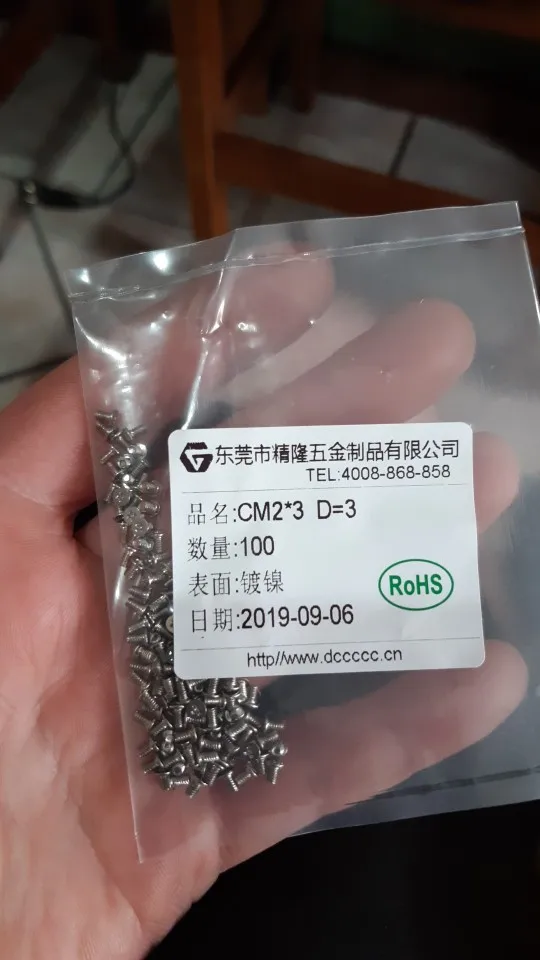 东莞市精隆五金制品有限公司
TEL:4008-868-858
品名:CM2*3 D=3
数量:100
表面:镀镍
RoHS
日期:2019-09-06
http//www.dccccc.cn